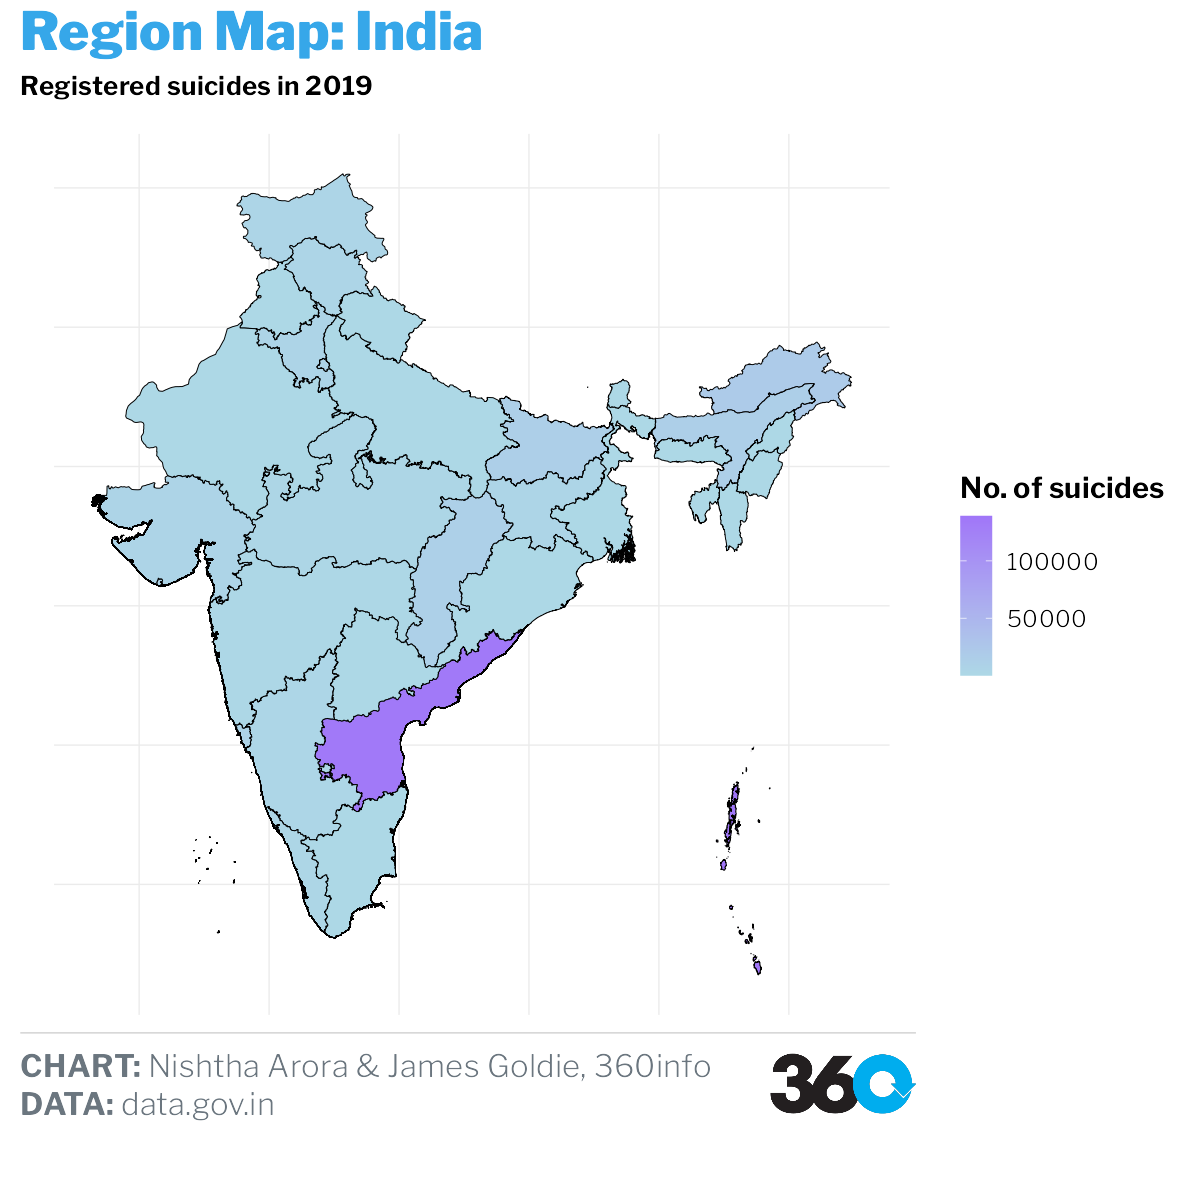 Region Map: India
Registered suicides in 2019
No. of suicides
100000
50000
CHART: Nishtha Arora & James Goldie, 360info
DATA: data.gov.in
360